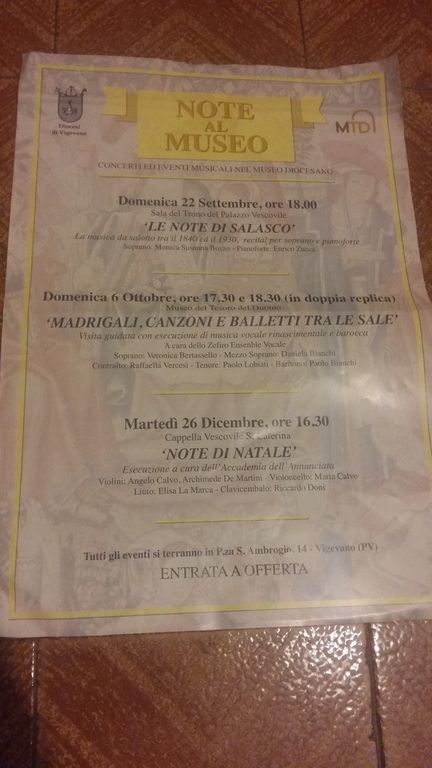 Diocesi
di Vigevano
NOTE
AL
MUSEO
MTD
CONCERTI ED EVENTI MUSICALI NEL MUSEO DIOCESANO
Domenica 22 Settembre, ore 18.00
Sala del Trono del Palazzo Vescovile
'LE NOTE DI SALASCO'
La musica da salotto tra il 1840 ed il 1930, recital per soprano e pianoforte
Soprano: Monica Susanna Bozzo - Pianoforte: Enrico Zucca
Domenica 6 Ottobre, ore 17,30 e 18.30 (in doppia replica)
Museo del Tesoro del Duomo
'MADRIGALI, CANZONI E BALLETTI TRA LE SALE'
Visita guidata con esecuzione di musica vocale rinascimentale e barocca
A cura dello Zefiro Ensenble Vocale
Soprano: Veronica Bertassello - Mezzo Soprano: Daniela Bianchi
Contralto: Raffaella Vercesi - Tenore: Paolo Lobiati - Baritono: Paolo Bianchi
Martedì 26 Dicembre, ore 16.30
Cappella Vescovile S. Caterina
'NOTE DI NATALE'
Esecuzione a cura dell'Accademia dell'Annunciata
Violini: Angelo Calvo, Archimede De Martini - Violoncello: Maria Calvo
Liuto: Elisa La Marca - Clavicembalo: Riccardo Doni
Tutti gli eventi si terranno in P.za S. Ambrogio, 14 - Vigevano (PV)
ENTRATA A OFFERTA